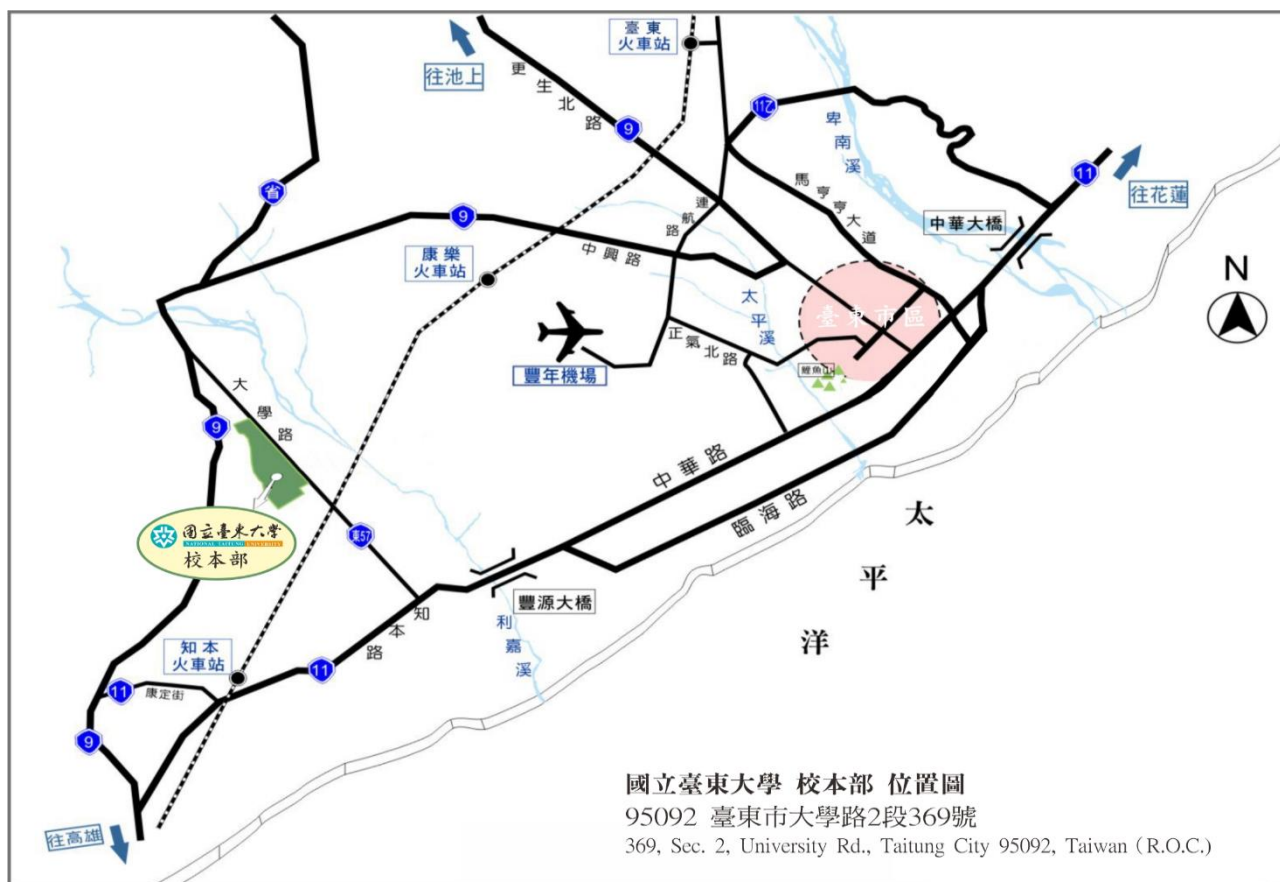 臺東
火車站
往池上
更生北路
9
11乙
卑南溪
11
往花蓮
省
馬亨亨大道
連航路
中華大橋
9
中興路
康樂
火車站
太平溪
臺東市區
N
豐年機場
正氣北路
鯉魚山
大學路
9
中華路
臨海路
太平洋
國立臺東大學
NATIONAL TAITUNG UNIVERSITY
校本部
東57
豐源大橋
知本路
利嘉溪
知本
火車站
11
11
康定街
9
往高雄
國立臺東大學 校本部 位置圖
95092 臺東市大學路2段369號
369, Sec. 2, University Rd., Taitung City 95092, Taiwan (R.O.C.)